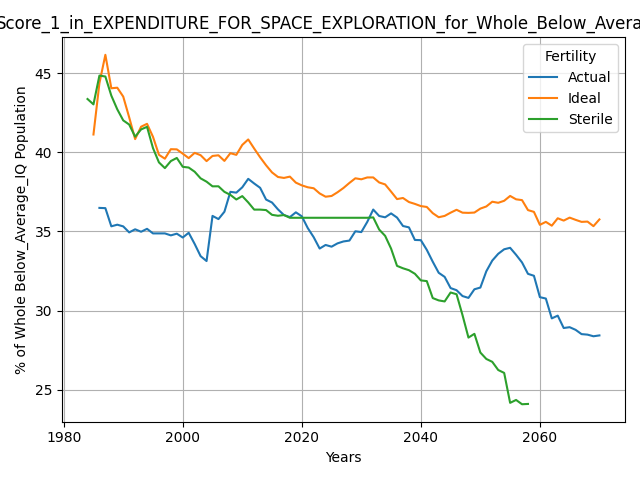 Score_1_in_EXPENDITURE_FOR_SPACE_EXPLORATION_for_Whole_Below_Avera
Fertility
Actual
Ideal
Sterile
% of Whole Below_Average_IQ Population
45
40
35
30
25
1980 2000 2020 2040 2060
Years